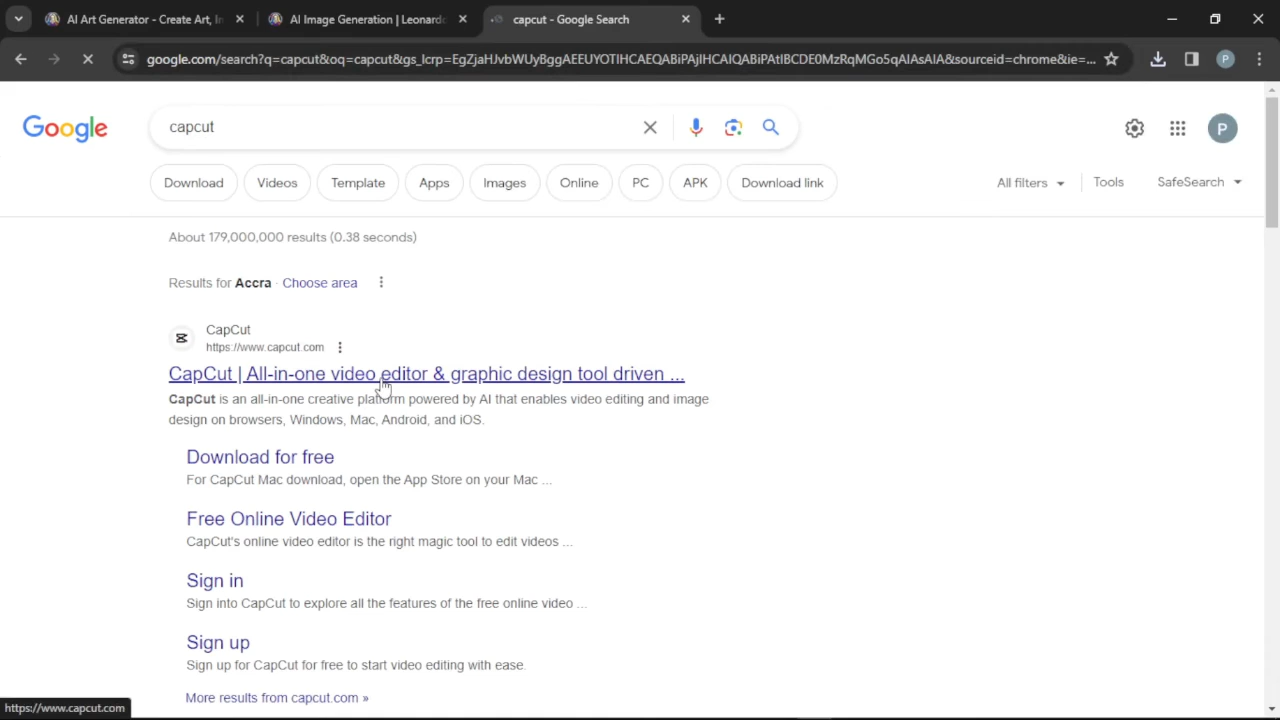 AI Art Generator - Create Art, In
AI Image Generation | Leonardo
capcut - Google Search
google.com/search?q=capcut&oq=capcut&gs_lcrp=EgZjaHJvbWUyBggAEEUYOTIHCAEQABiPAjIHCAIQABiPAtIBCDE0MzRqMGo5qAIAsAIA&sourceid=chrome&ie=...
P
Google
capcut
P
Download
Videos
Template
Apps
Images
Online
PC
APK
Download link
All filters
Tools
SafeSearch
About 179,000,000 results (0.38 seconds)
Results for Accra · Choose area
CapCut
https://www.capcut.com
CapCut | All-in-one video editor & graphic design tool driven ...
CapCut is an all-in-one creative platform powered by AI that enables video editing and image
design on browsers, Windows, Mac, Android, and iOS.
Download for free
For CapCut Mac download, open the App Store on your Mac ...
Free Online Video Editor
CapCut's online video editor is the right magic tool to edit videos ...
Sign in
Sign into CapCut to explore all the features of the free online video ...
Sign up
Sign up for CapCut for free to start video editing with ease.
More results from capcut.com »
https://www.capcut.com